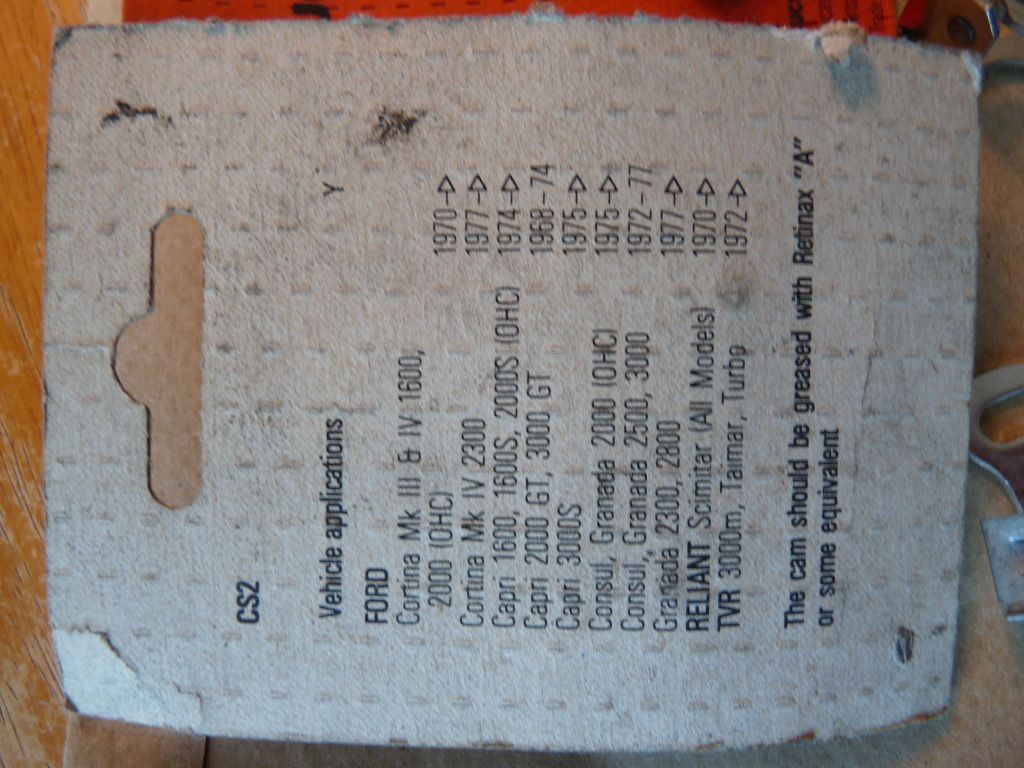 CS2
Vehicle applications Y
FORD
Cortina Mk III & IV 1600,
2000 (OHC) 1970→
Cortina Mk IV 2300 1977→
Capri 1600, 1600S, 2000S (OHC) 1974→
Capri 2000 GT, 3000 GT 1968-74
Capri 3000S 1975→
Consul, Granada 2000 (OHC) 1975→
Consul, Granada 2500, 3000 1972-77
Granada 2300, 2800 1977→
RELIANT Scimitar (All Models) 1970→
TVR 3000m, Taimar, Turbo 1972→
The cam should be greased with Retinax "A"
or some equivalent